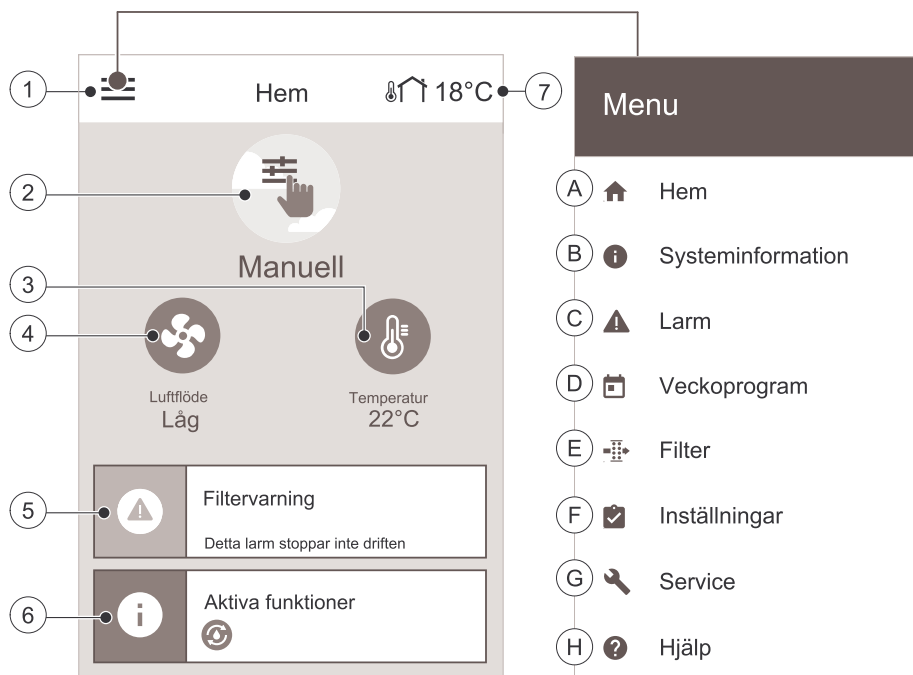 1
Hem
18°C
7
2
Manuell
3
4
Luftflöde
Låg
Temperatur
22°C
5
Filtervarning
Detta larm stoppar inte driften
6
Aktiva funktioner
Menu
A Hem
B Systeminformation
C Larm
D Veckoprogram
E Filter
F Inställningar
G Service
H Hjälp